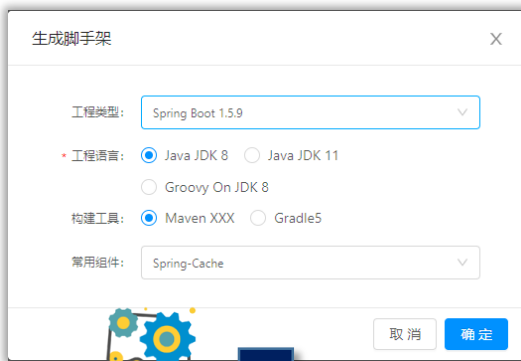 生成脚手架
工程类型: Spring Boot 1.5.9
* 工程语言: Java JDK 8 Java JDK 11
Groovy On JDK 8
构建工具: Maven XXX Gradle5
常用组件: Spring-Cache
取消 确定